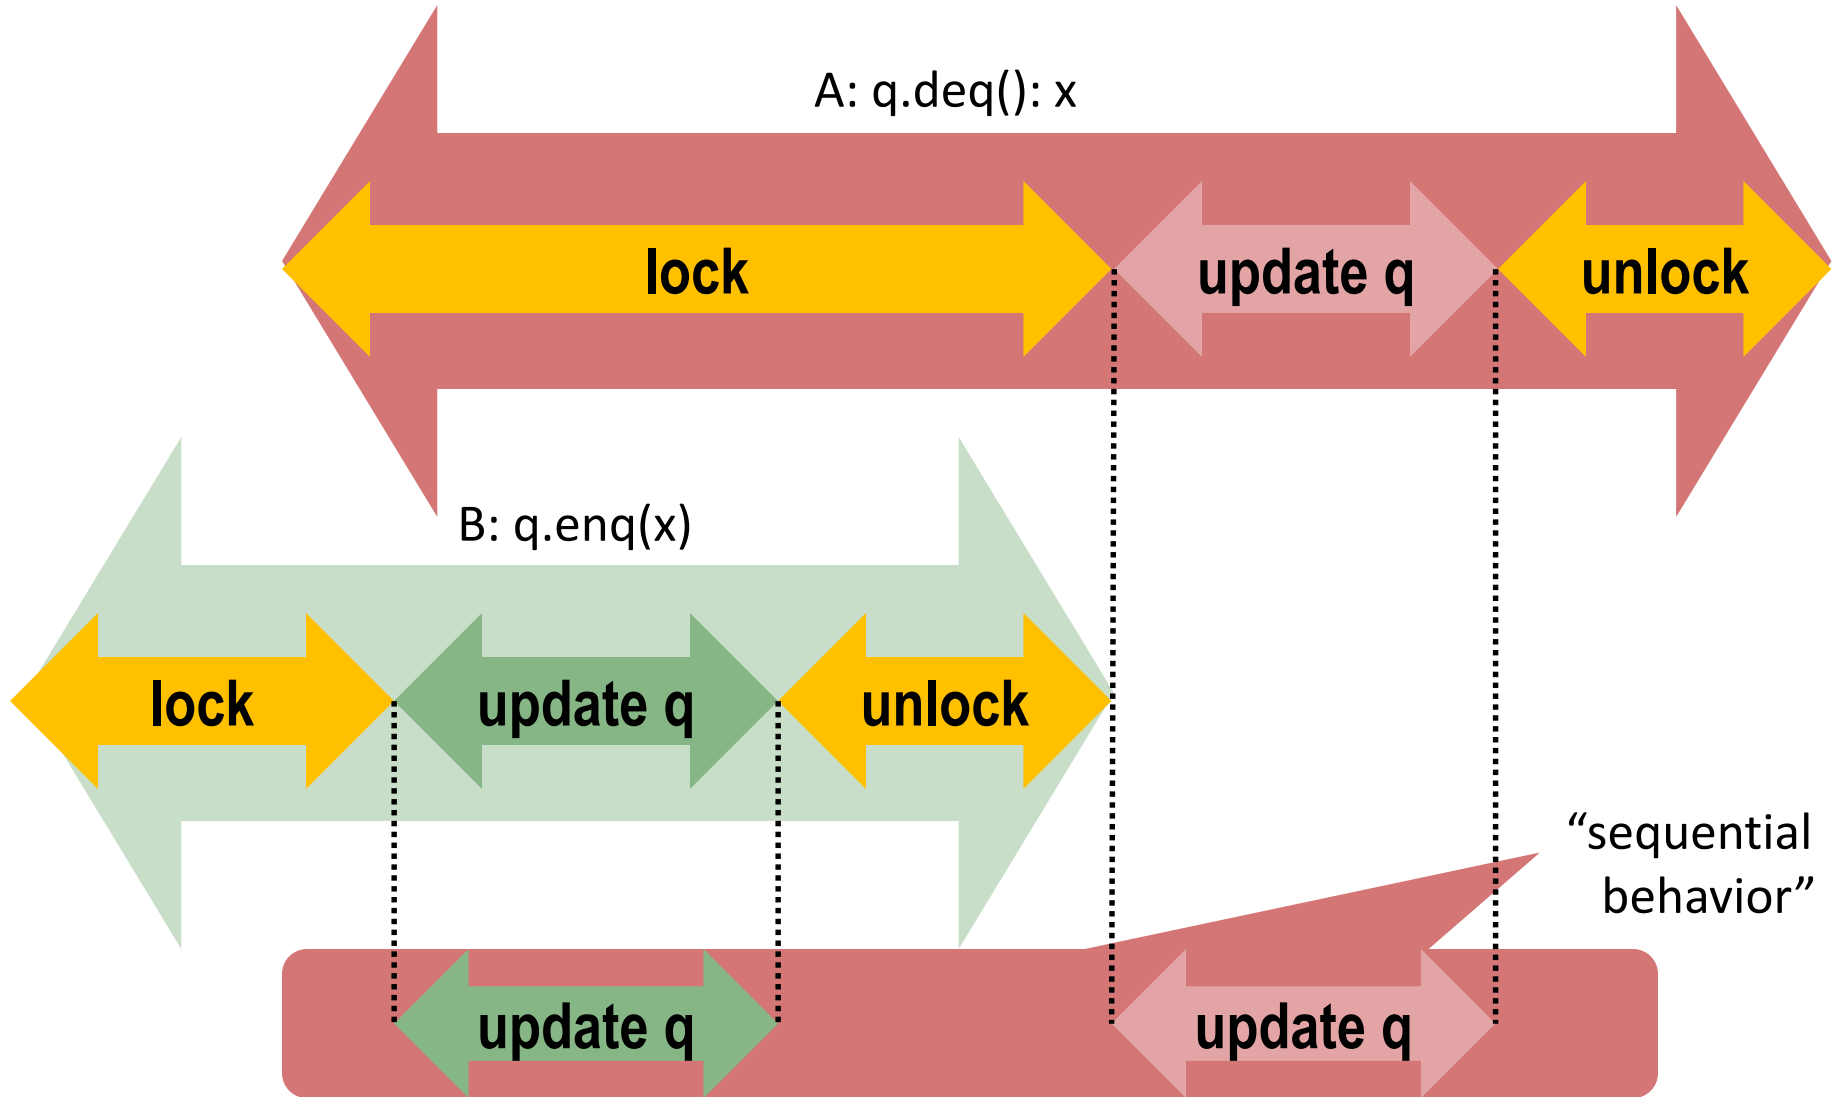 A: q.deq(): x
lock
update q
unlock
B: q.enq(x)
lock
update q
unlock
“sequential
behavior”
update q
update q